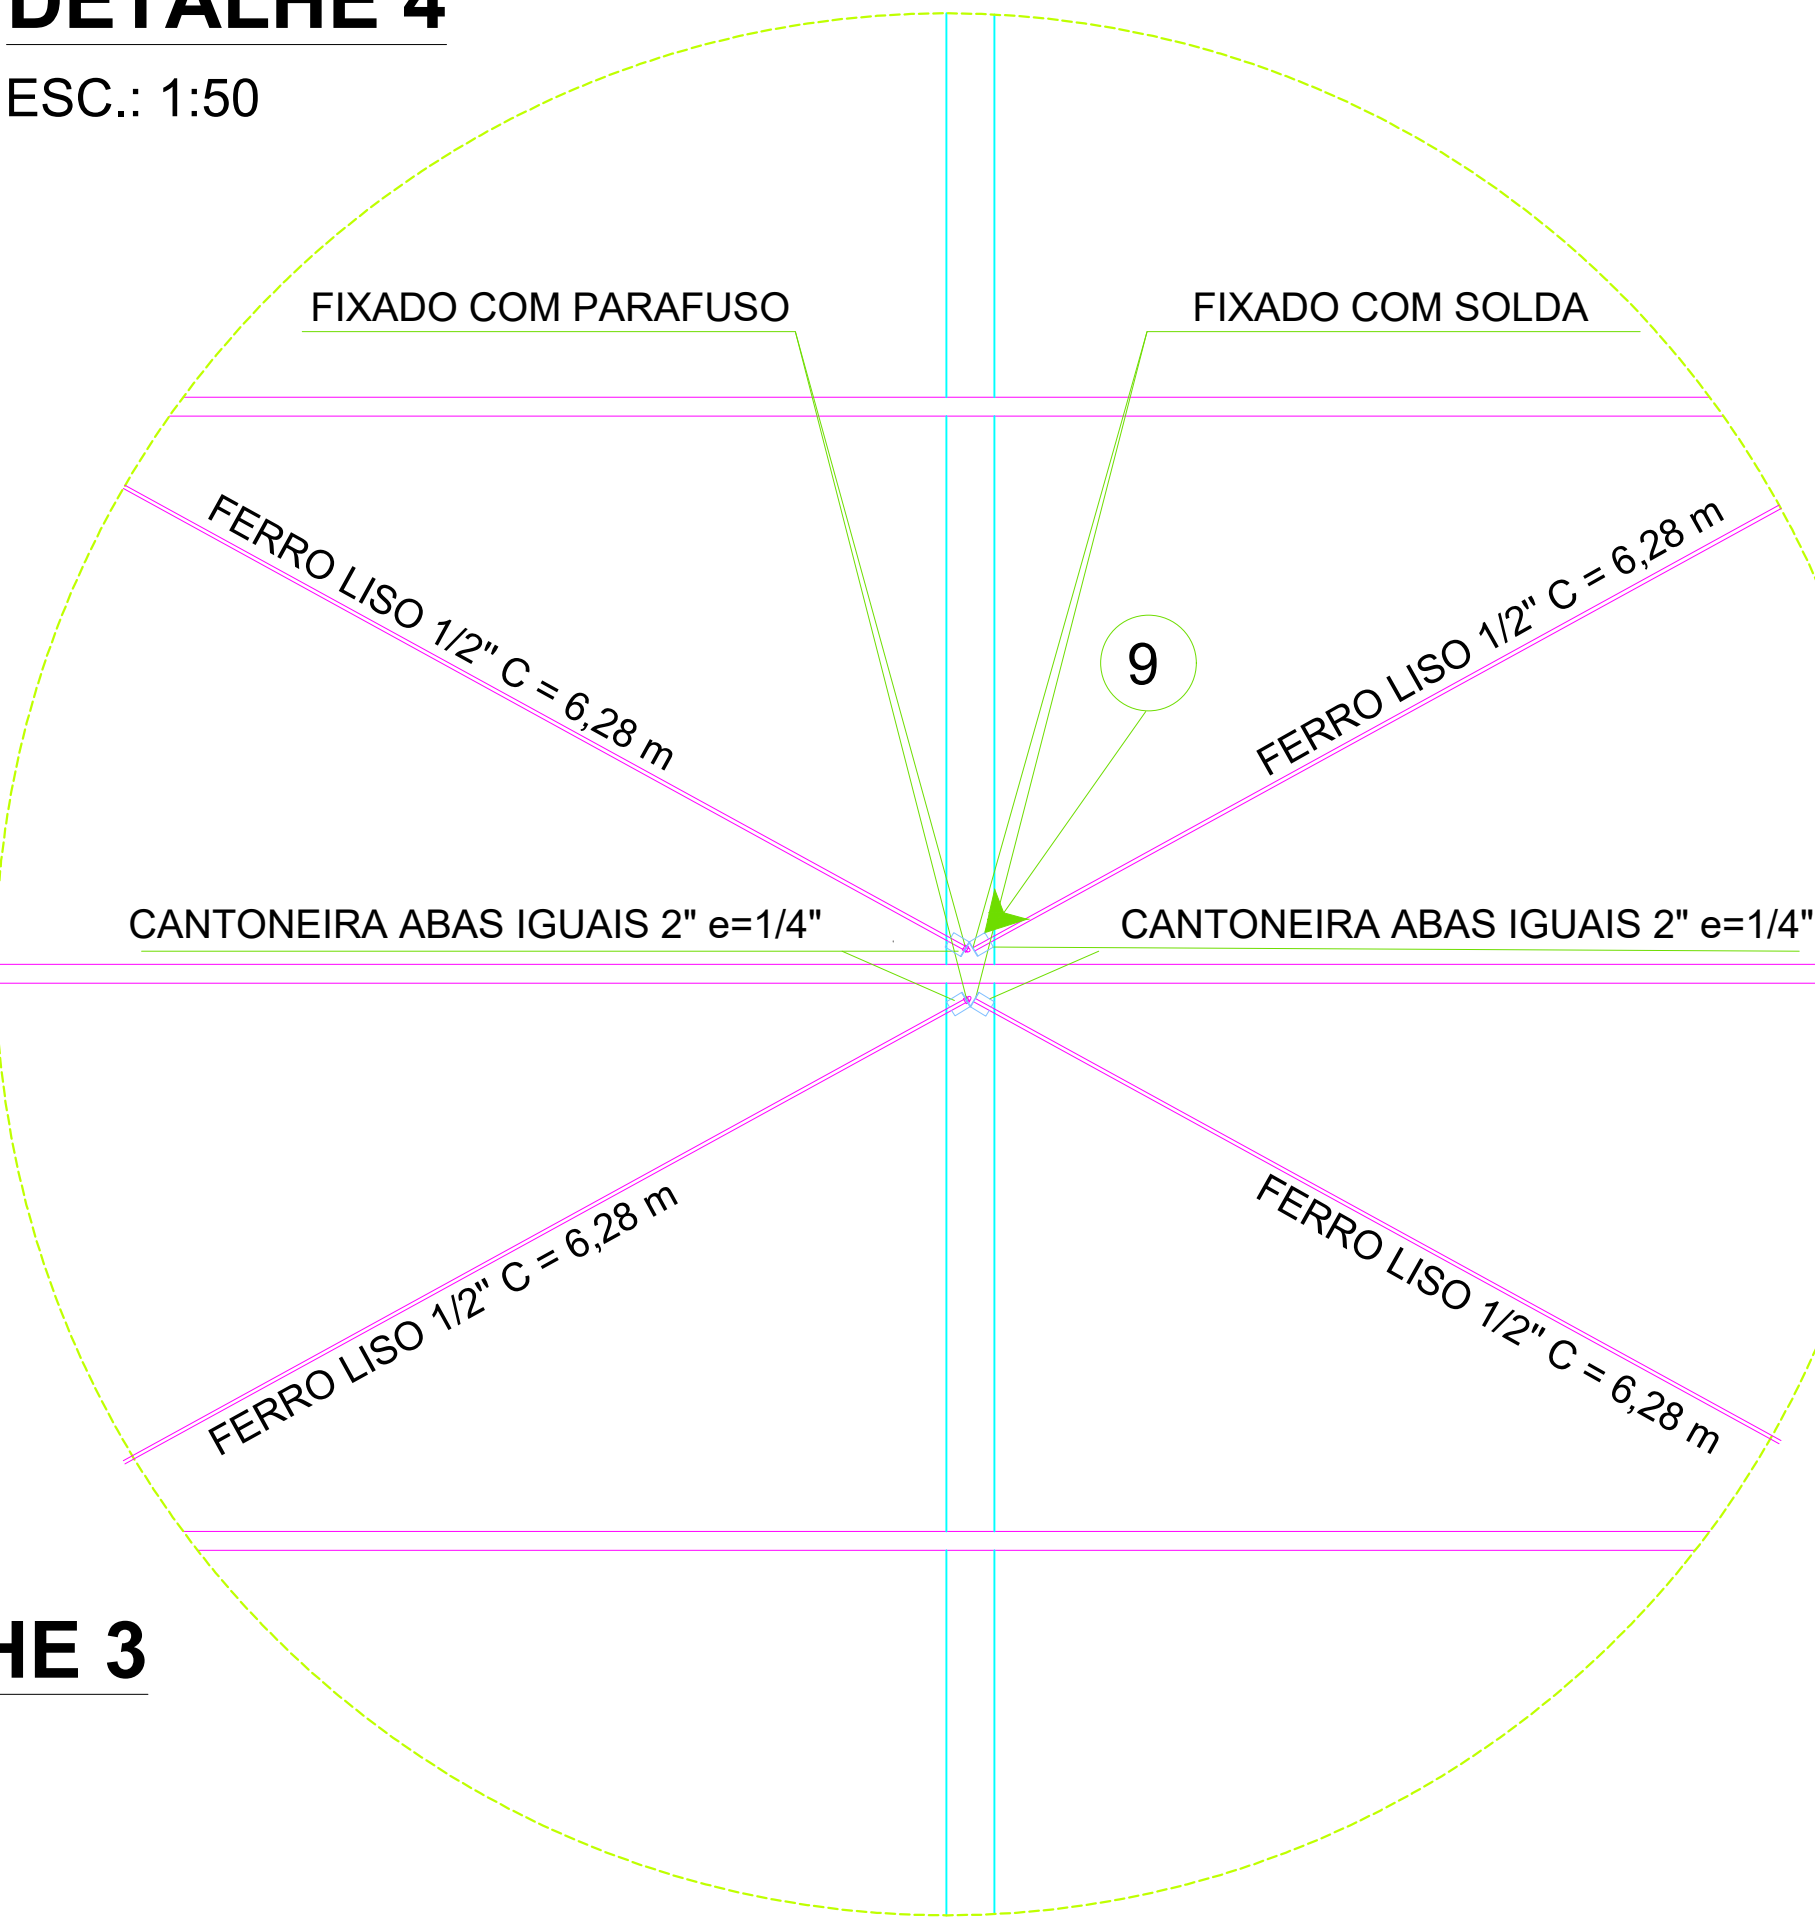 DETALHE 4
ESC.: 1:50
FIXADO COM PARAFUSO
FIXADO COM SOLDA
FERRO LISO 1/2" C = 6,28 m
FERRO LISO 1/2" C = 6,28 m
9
CANTONEIRA ABAS IGUAIS 2" e=1/4"
CANTONEIRA ABAS IGUAIS 2" e=1/4"
FERRO LISO 1/2" C = 6,28 m
FERRO LISO 1/2" C = 6,28 m
HE 3